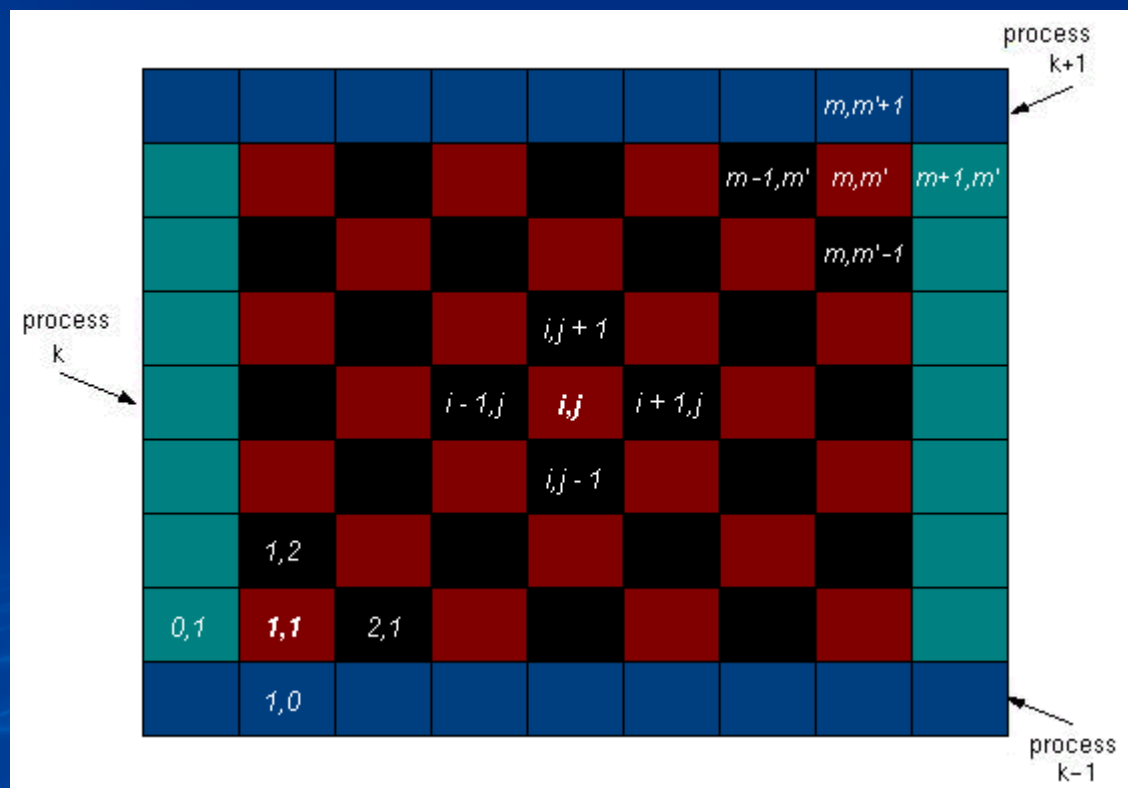 process
k+1
m,m'+1
m-1,m' m,m' m+1,m'
m,m'-1
process
k
i,j + 1
i - 1,j i,j i + 1,j
i,j - 1
1,2
0,1 1,1 2,1
1,0
process
k-1